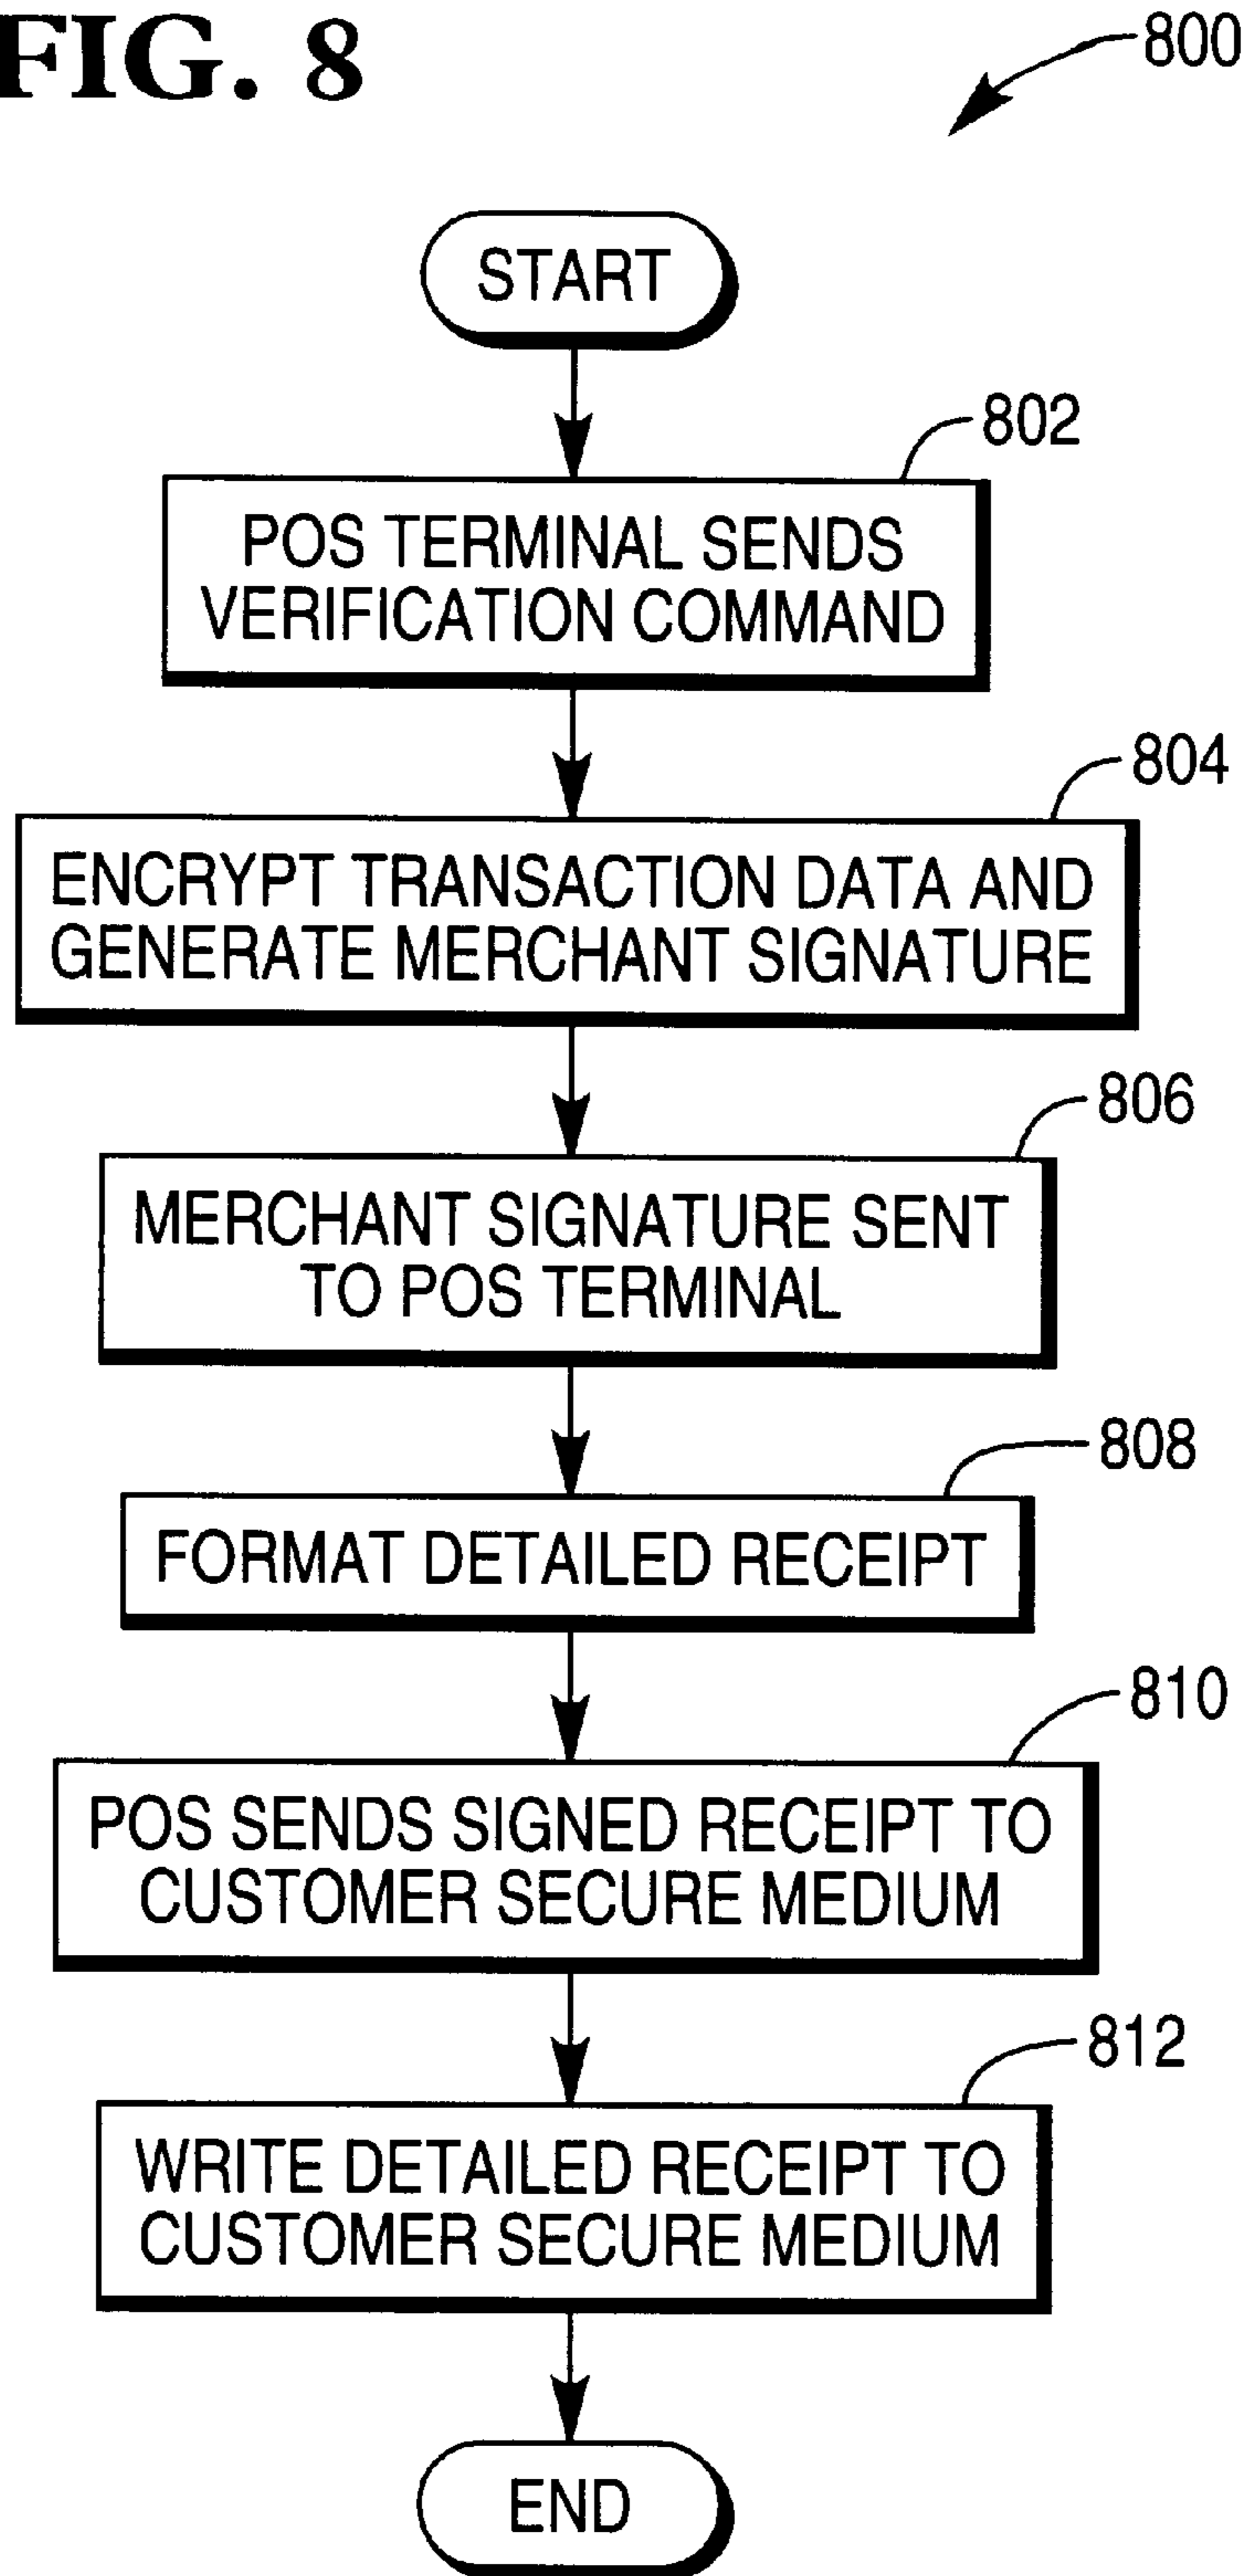 FIG. 8
800
START
802
POS TERMINAL SENDS
VERIFICATION COMMAND
804
ENCRYPT TRANSACTION DATA AND
GENERATE MERCHANT SIGNATURE
806
MERCHANT SIGNATURE SENT
TO POS TERMINAL
808
FORMAT DETAILED RECEIPT
810
POS SENDS SIGNED RECEIPT TO
CUSTOMER SECURE MEDIUM
812
WRITE DETAILED RECEIPT TO
CUSTOMER SECURE MEDIUM
END